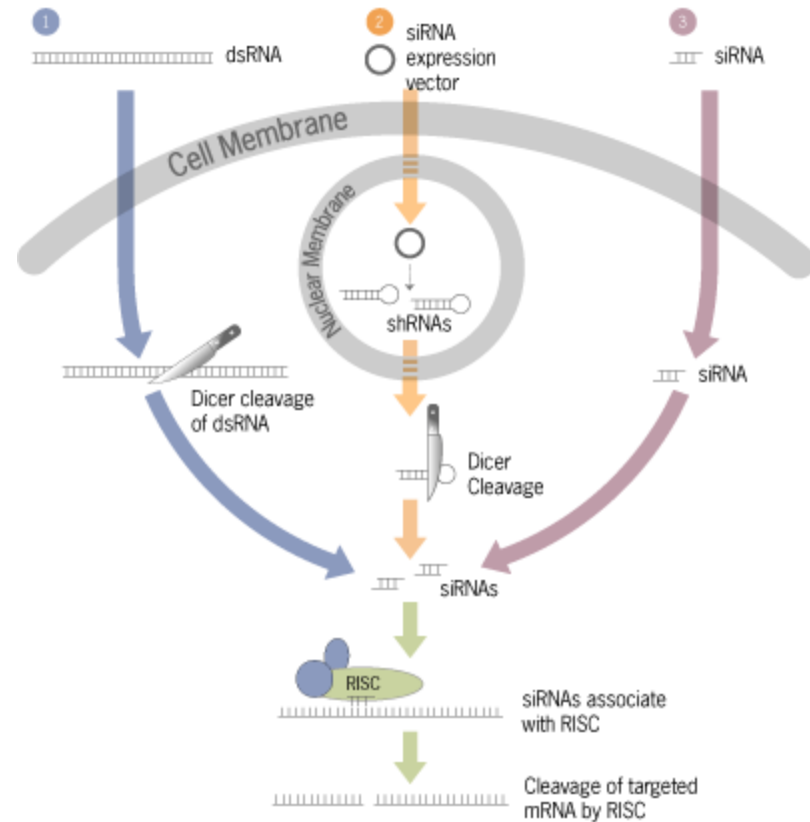 1
2
3
dsRNA
siRNA
expression
vector
siRNA
Cell Membrane
Nuclear Membrane
shRNAs
Dicer cleavage
of dsRNA
siRNA
Dicer
Cleavage
siRNAs
RISC
siRNAs associate
with RISC
Cleavage of targeted
mRNA by RISC